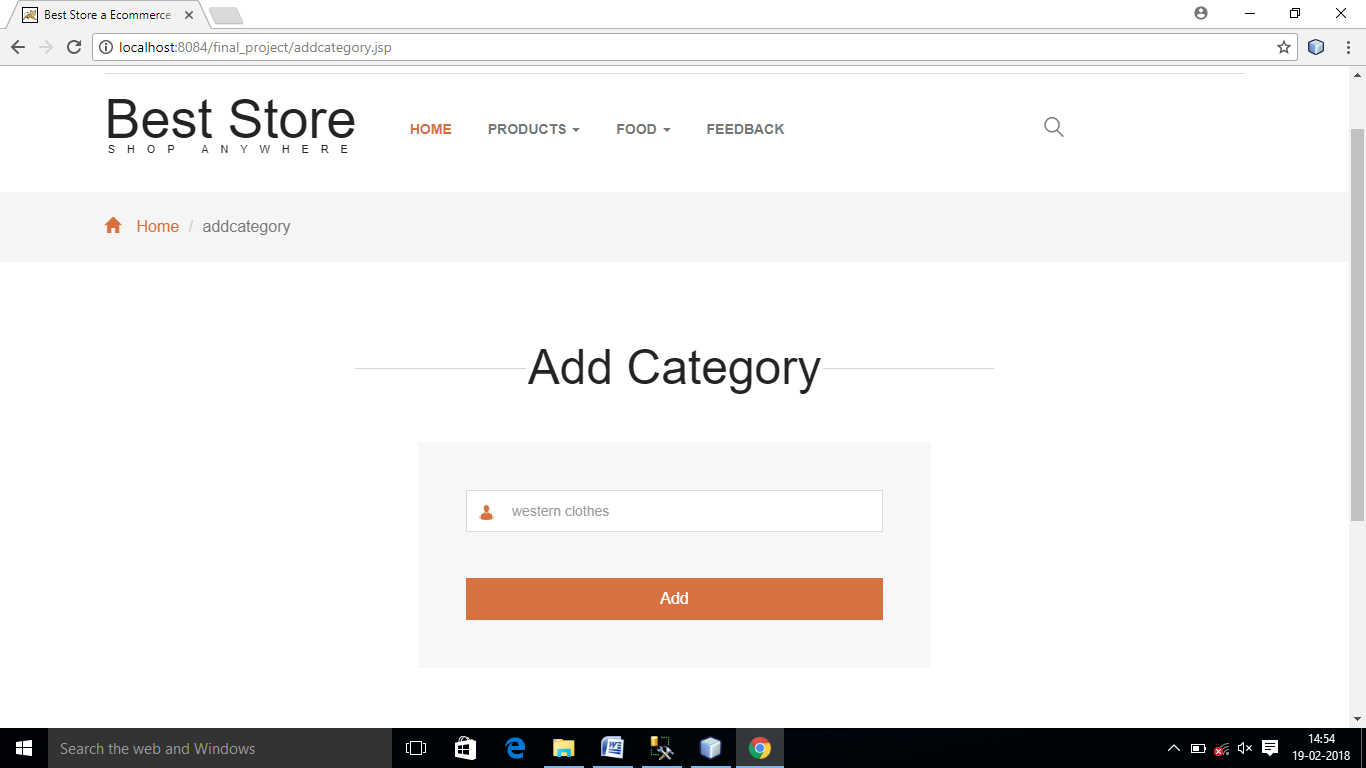 Best Store a Ecommerce
localhost:8084/final_project/addcategory.jsp
Best Store
SHOP ANYWHERE
HOME PRODUCTS FOOD FEEDBACK
Home / addcategory
Add Category
western clothes
Add
Search the web and Windows
14:54
19-02-2018